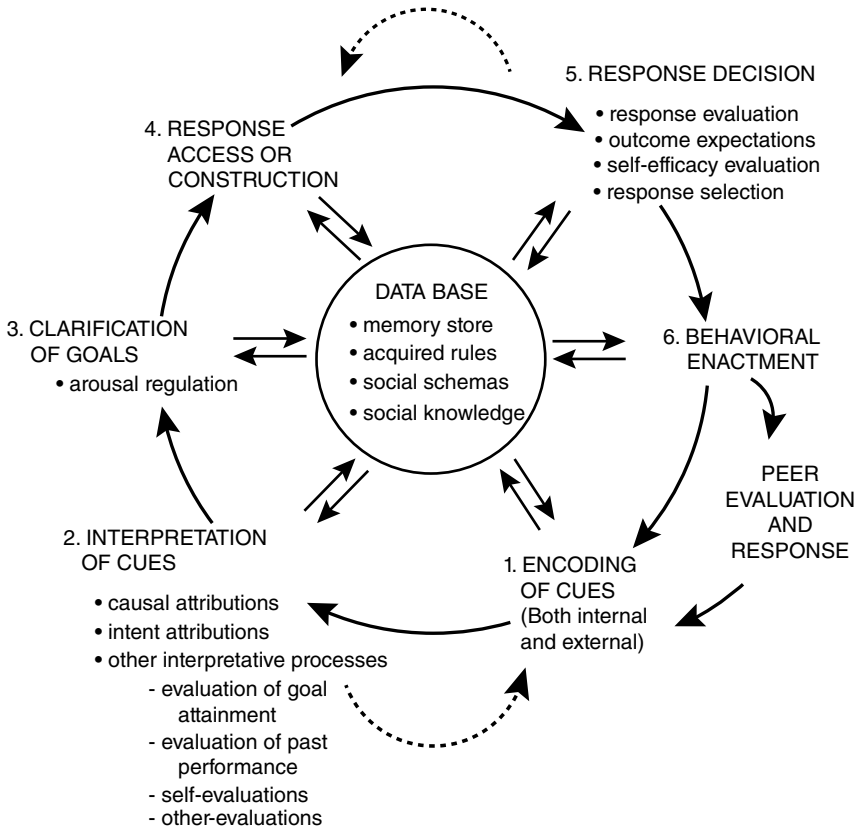 5. RESPONSE DECISION
• response evaluation
• outcome expectations
• self-efficacy evaluation
• response selection
4. RESPONSE
ACCESS OR
CONSTRUCTION
DATA BASE
• memory store
• acquired rules
• social schemas
• social knowledge
3. CLARIFICATION
OF GOALS
• arousal regulation
6. BEHAVIORAL
ENACTMENT
PEER
EVALUATION
AND
RESPONSE
2. INTERPRETATION
OF CUES
• causal attributions
• intent attributions
• other interpretative processes
- evaluation of goal
attainment
- evaluation of past
performance
- self-evaluations
- other-evaluations
1. ENCODING
OF CUES
(Both internal
and external)